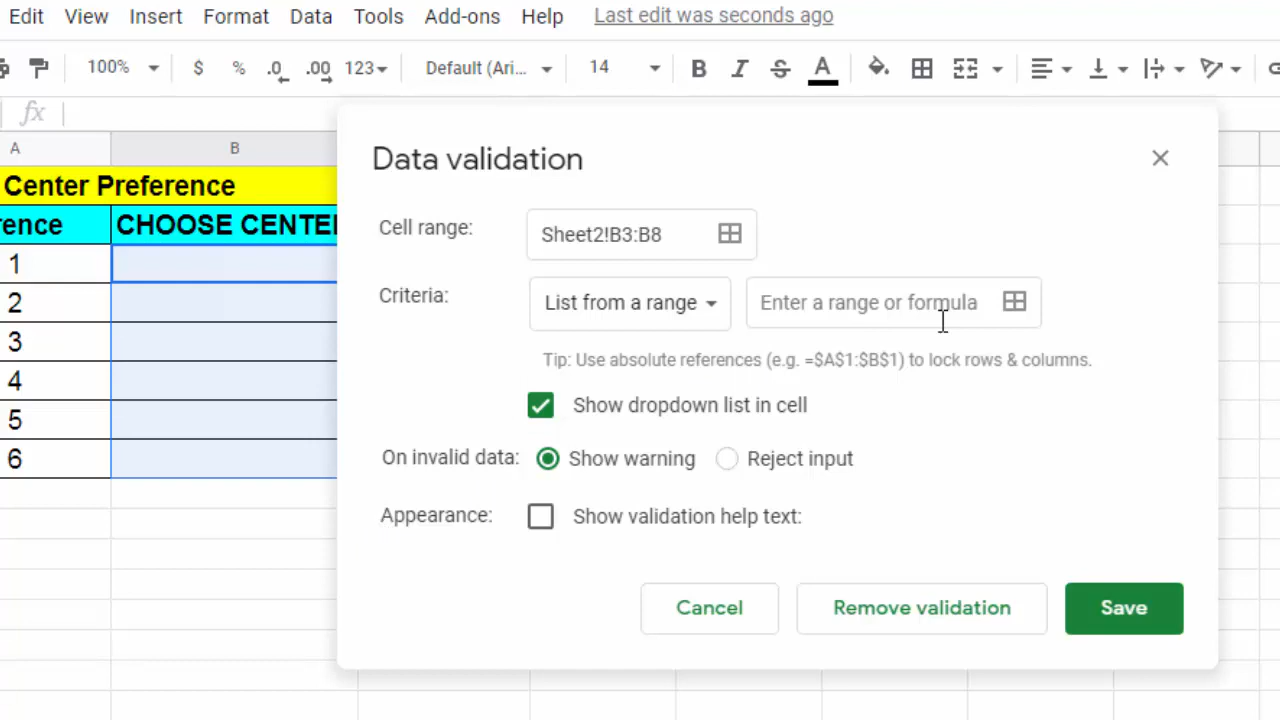 Edit View Insert Format Data Tools Add-ons Help Last edit was seconds ago
100% $ % .0 .00 123 Default (Ari... 14 B I S A
fx
A B
Center Preference
rence CHOOSE CENTE
1
2
3
4
5
6
Data validation
Cell range: Sheet2!B3:B8
Criteria: List from a range Enter a range or formula
Tip: Use absolute references (e.g. =$A$1:$B$1) to lock rows & columns.
Show dropdown list in cell
On invalid data: Show warning Reject input
Appearance: Show validation help text:
Cancel Remove validation Save